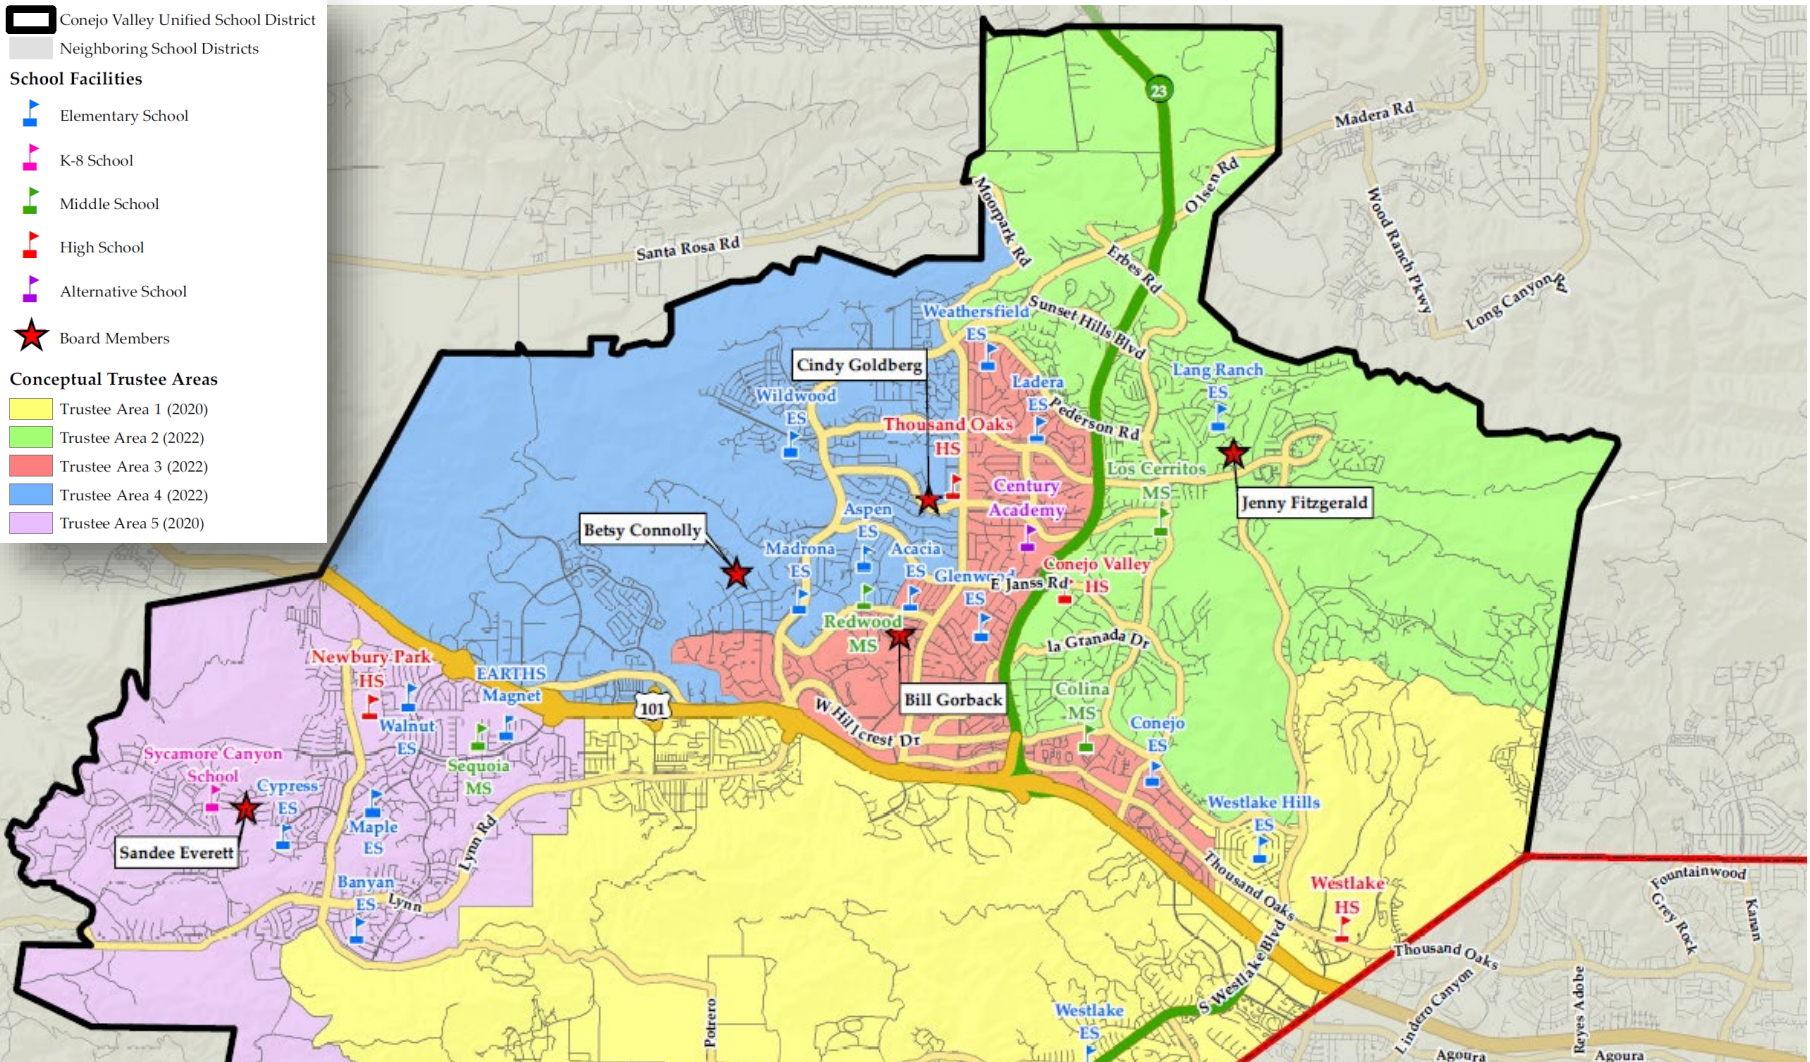 Conejo Valley Unified School District
Neighboring School Districts
School Facilities
Elementary School
K-8 School
Middle School
High School
Alternative School
Board Members
Conceptual Trustee Areas
Trustee Area 1 (2020)
Trustee Area 2 (2022)
Trustee Area 3 (2022)
Trustee Area 4 (2022)
Trustee Area 5 (2020)
23
Madera Rd
Olsen Rd
Moorpark Rd
Wood Ranch Pkwy
Santa Rosa Rd
Erbes Rd
Long Canyon Rd
Sunset Hills Blvd
Weathersfield
ES
Cindy Goldberg
Lang Ranch
ES
Ladera
ES
Wildwood
ES
Pederson Rd
Thousand Oaks
HS
Los Cerritos
MS
Century
Academy
Jenny Fitzgerald
Aspen
ES
Betsy Connolly
Madrona
ES
Acacia
ES
Glenwood
ES
E Janss Rd
Conejo Valley
HS
Redwood
MS
la Granada Dr
Newbury Park
HS
EARTHS
Magnet
Walnut
ES
101
Bill Gorback
Colina
MS
W Hillcrest Dr
Conejo
ES
Sycamore Canyon
School
Sequoia
MS
Cypress
ES
Maple
ES
Lynn Rd
Westlake Hills
ES
Sandee Everett
Banyan
ES
Lynn
Thousand Oaks
Westlake
HS
Fountainwood
Grey Rock
Kanan
Thousand Oaks
S Westlake Blvd
Lindero Canyon
Reyes Adobe
Potrero
Westlake
ES
Agoura
Agoura